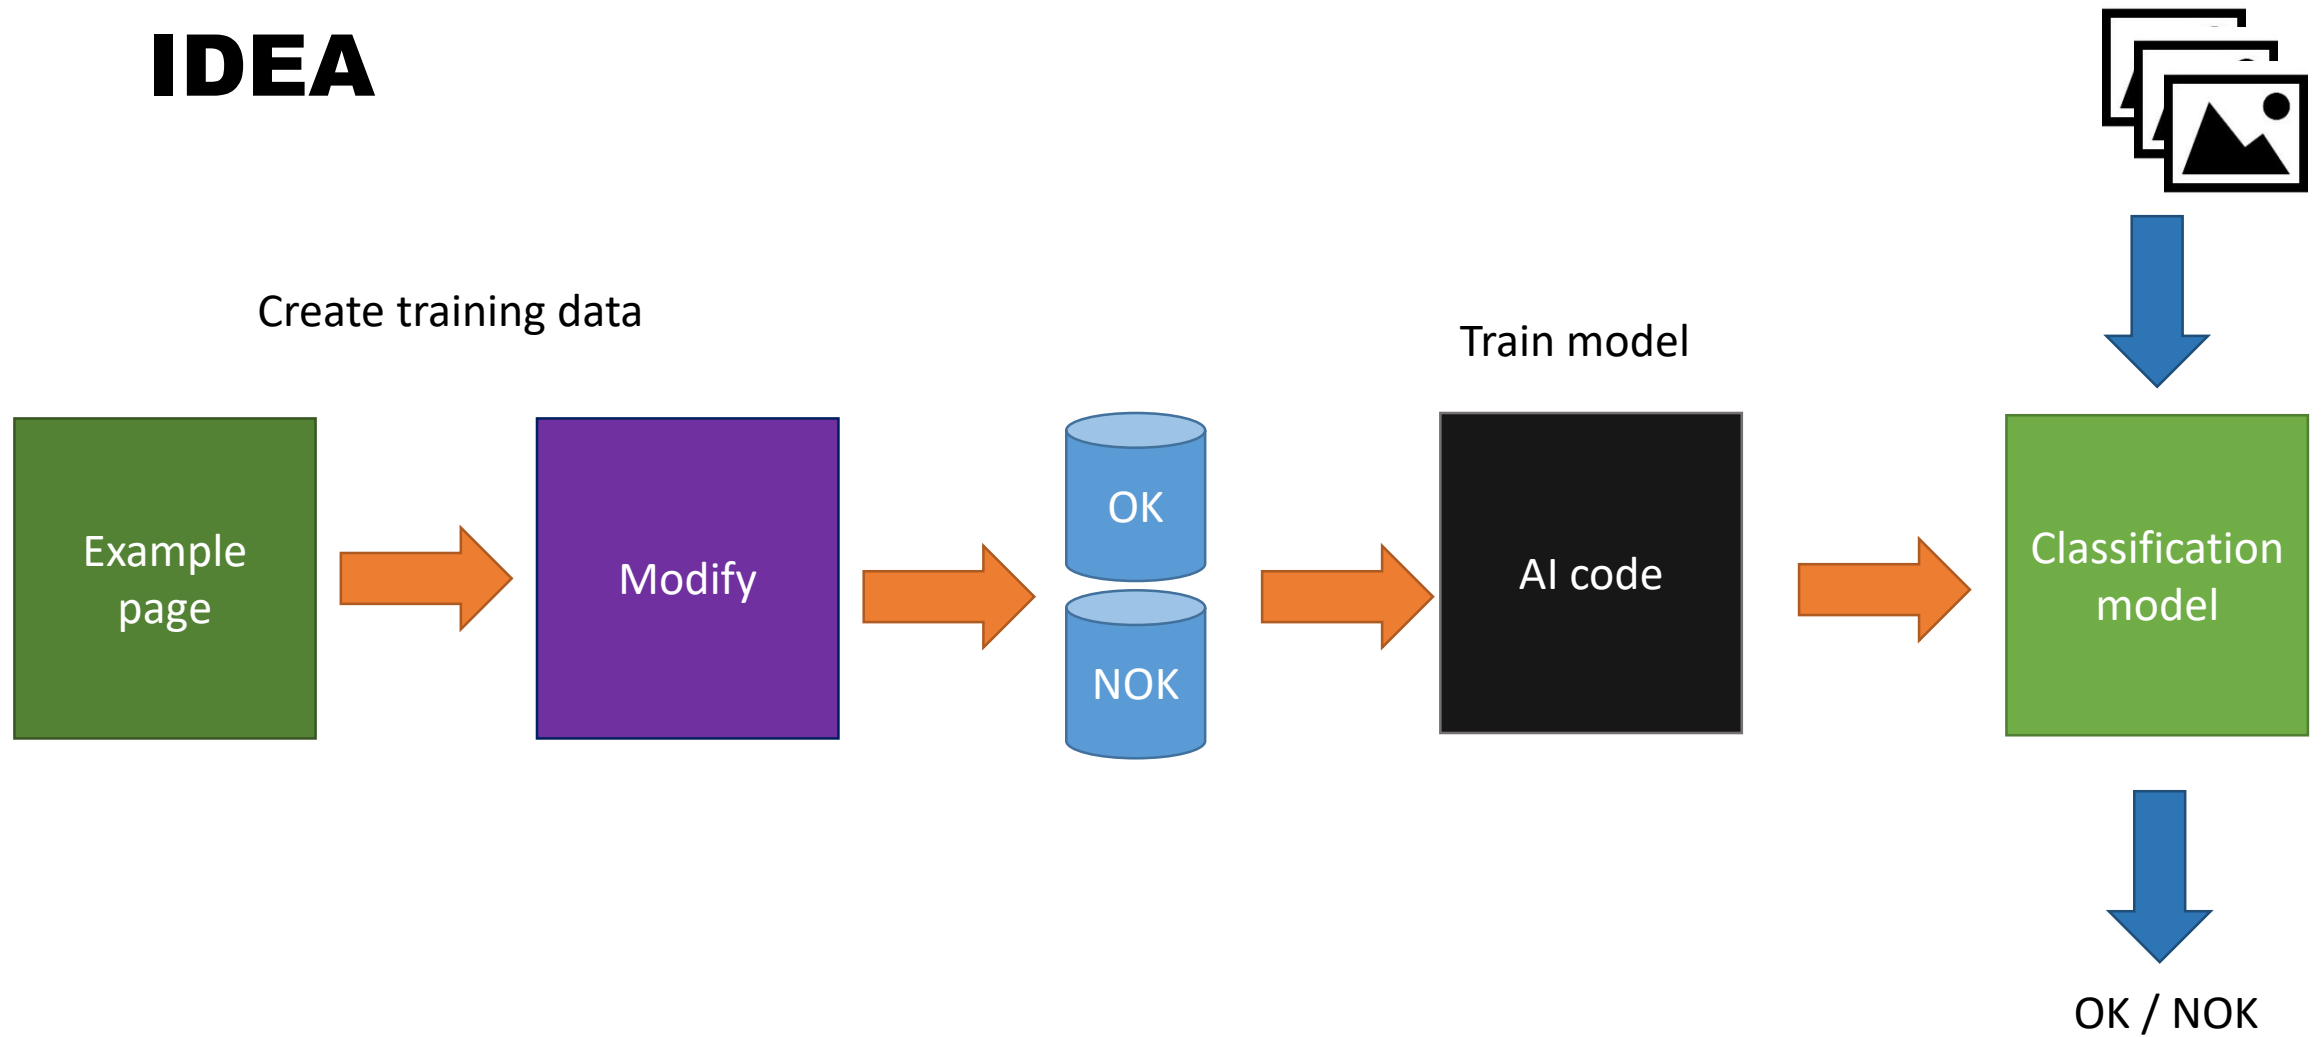 IDEA
Create training data
Train model
Example
page
Modify
OK
NOK
AI code
Classification
model
OK / NOK